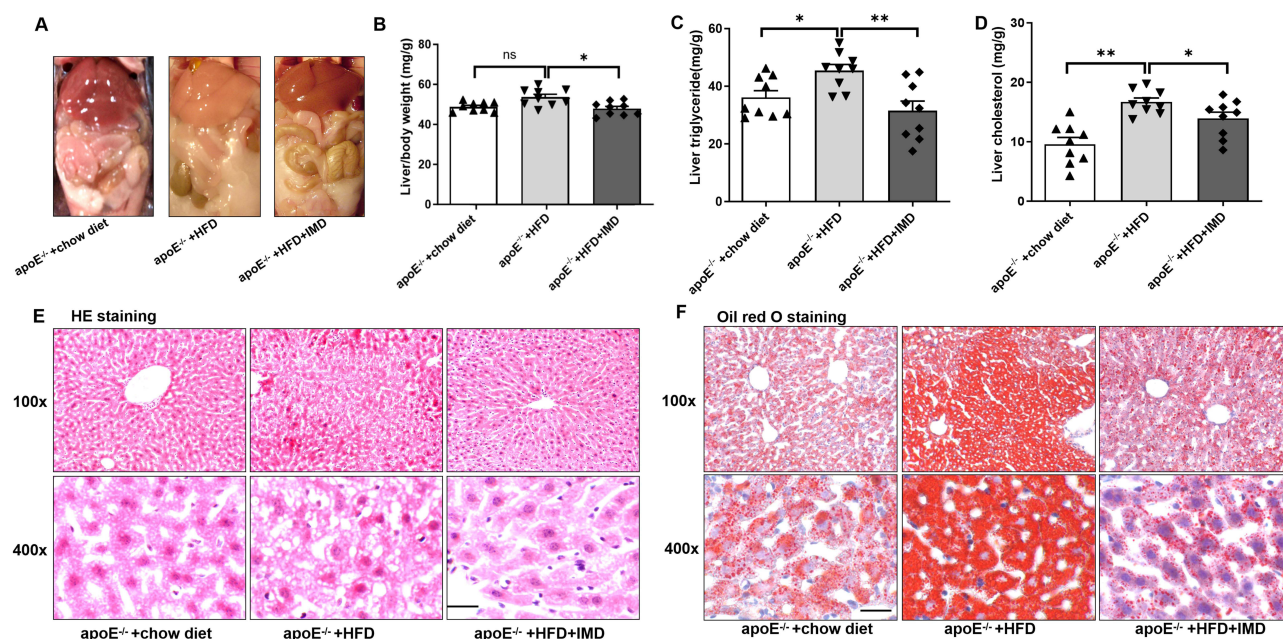 A
apoE-/- +chow diet
apoE-/- +HFD
apoE-/- +HFD+IMD
B
Liver/body weight (mg/g)
80
60
40
20
0
ns
*
apoE-/- +chow diet
apoE-/- +HFD
apoE-/- +HFD+IMD
C
Liver triglyceride(mg/g)
60
40
20
0
*
**
apoE-/- +chow diet
apoE-/- +HFD
apoE-/- +HFD+IMD
D
Liver cholesterol(mg/g)
30
20
10
0
**
*
apoE-/- +chow diet
apoE-/- +HFD
apoE-/- +HFD+IMD
E HE staining
100x
400x
apoE-/- +chow diet
apoE-/- +HFD
apoE-/- +HFD+IMD
F Oil red O staining
100x
400x
apoE-/- +chow diet
apoE-/- +HFD
apoE-/- +HFD+IMD